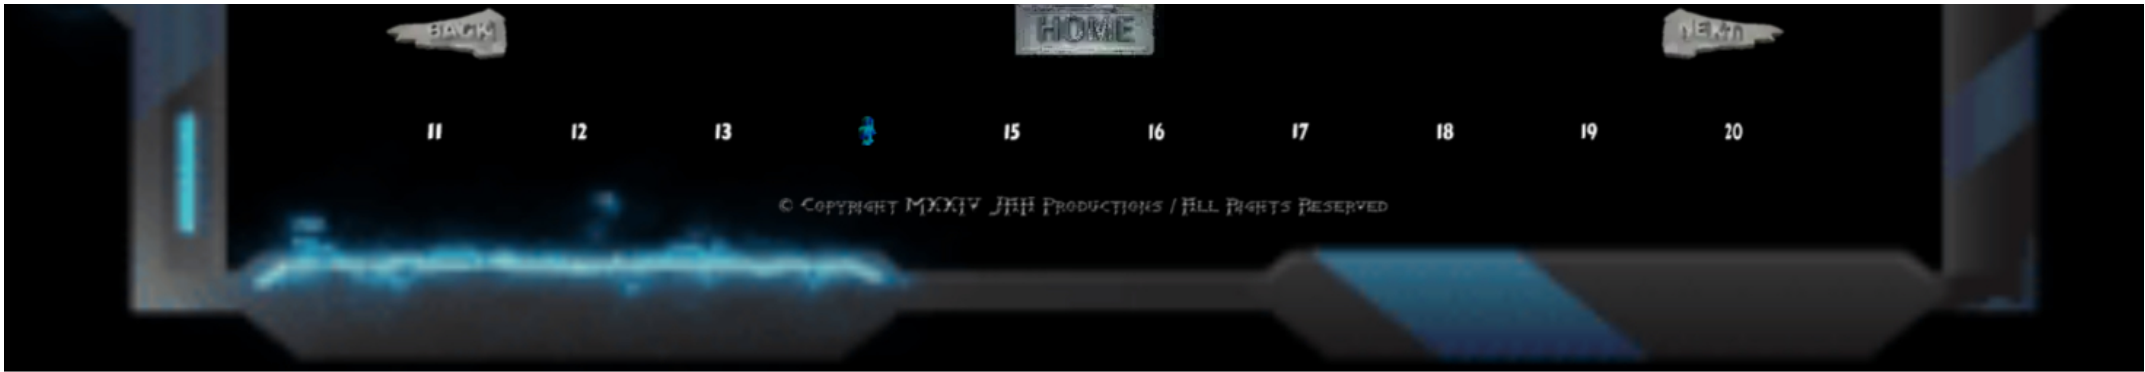 BACK HOME NEXT
11 12 13 15 16 17 18 19 20
© COPYRIGHT MXXIV JAH PRODUCTIONS / ALL RIGHTS RESERVED